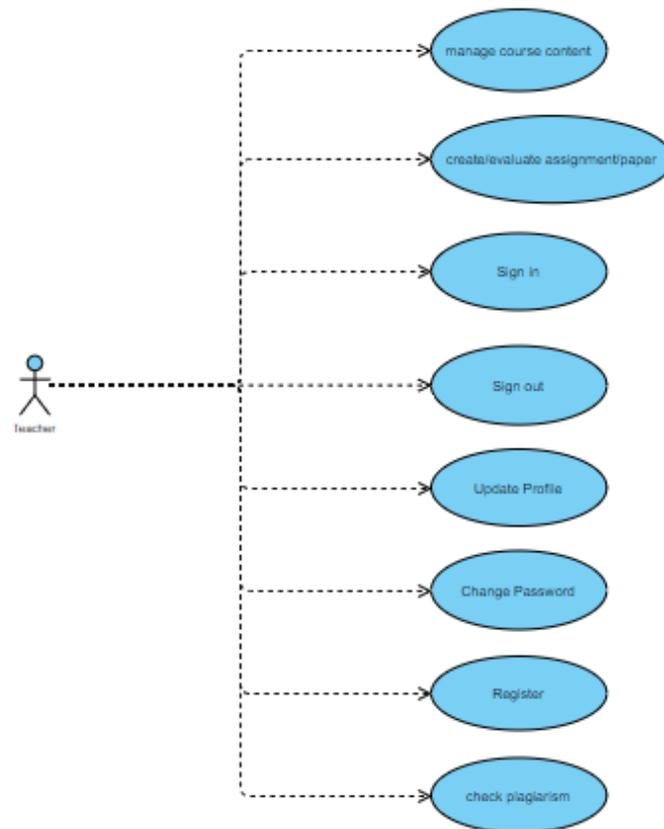 manage course content
create/evaluate assignment/paper
Sign in
Sign out
Teacher
Update Profile
Change Password
Register
check plagiarism